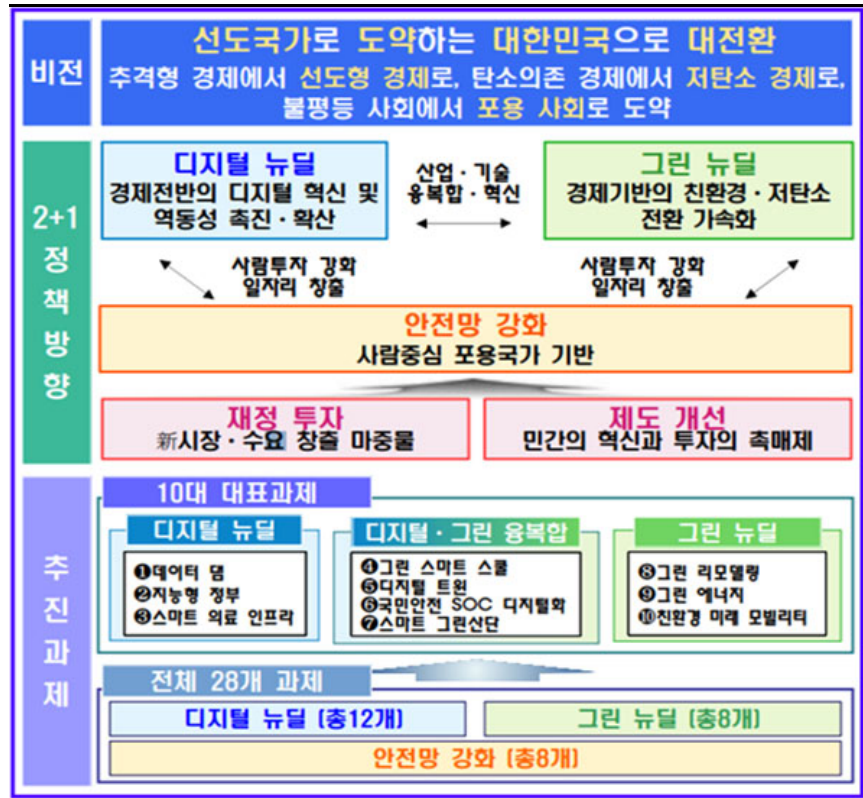 비전
선도국가로 도약하는 대한민국으로 대전환
추격형 경제에서 선도형 경제로, 탄소의존 경제에서 저탄소 경제로,
불평등 사회에서 포용 사회로 도약
2+1
정
책
방
향
디지털 뉴딜
경제전반의 디지털 혁신 및
역동성 촉진·확산
산업·기술
융복합·혁신
그린 뉴딜
경제기반의 친환경·저탄소
전환 가속화
사람투자 강화
일자리 창출
사람투자 강화
일자리 창출
안전망 강화
사람중심 포용국가 기반
재정 투자
新시장·수요 창출 마중물
제도 개선
민간의 혁신과 투자의 촉매제
추
진
과
제
10대 대표과제
디지털 뉴딜
❶데이터 댐
❷지능형 정부
❸스마트 의료 인프라
디지털·그린 융복합
❹그린 스마트 스쿨
❺디지털 트윈
❻국민안전 SOC 디지털화
❼스마트 그린산단
그린 뉴딜
❽그린 리모델링
❾그린 에너지
❿친환경 미래 모빌리티
전체 28개 과제
디지털 뉴딜 (총12개)
그린 뉴딜 (총8개)
안전망 강화 (총8개)